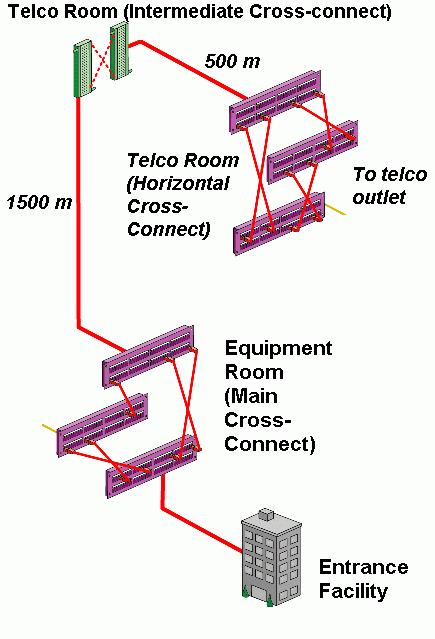 Telco Room (Intermediate Cross-connect)
500 m
Telco Room
(Horizontal
Cross-
Connect)
To telco
outlet
1500 m
Equipment
Room
(Main
Cross-
Connect)
Entrance
Facility